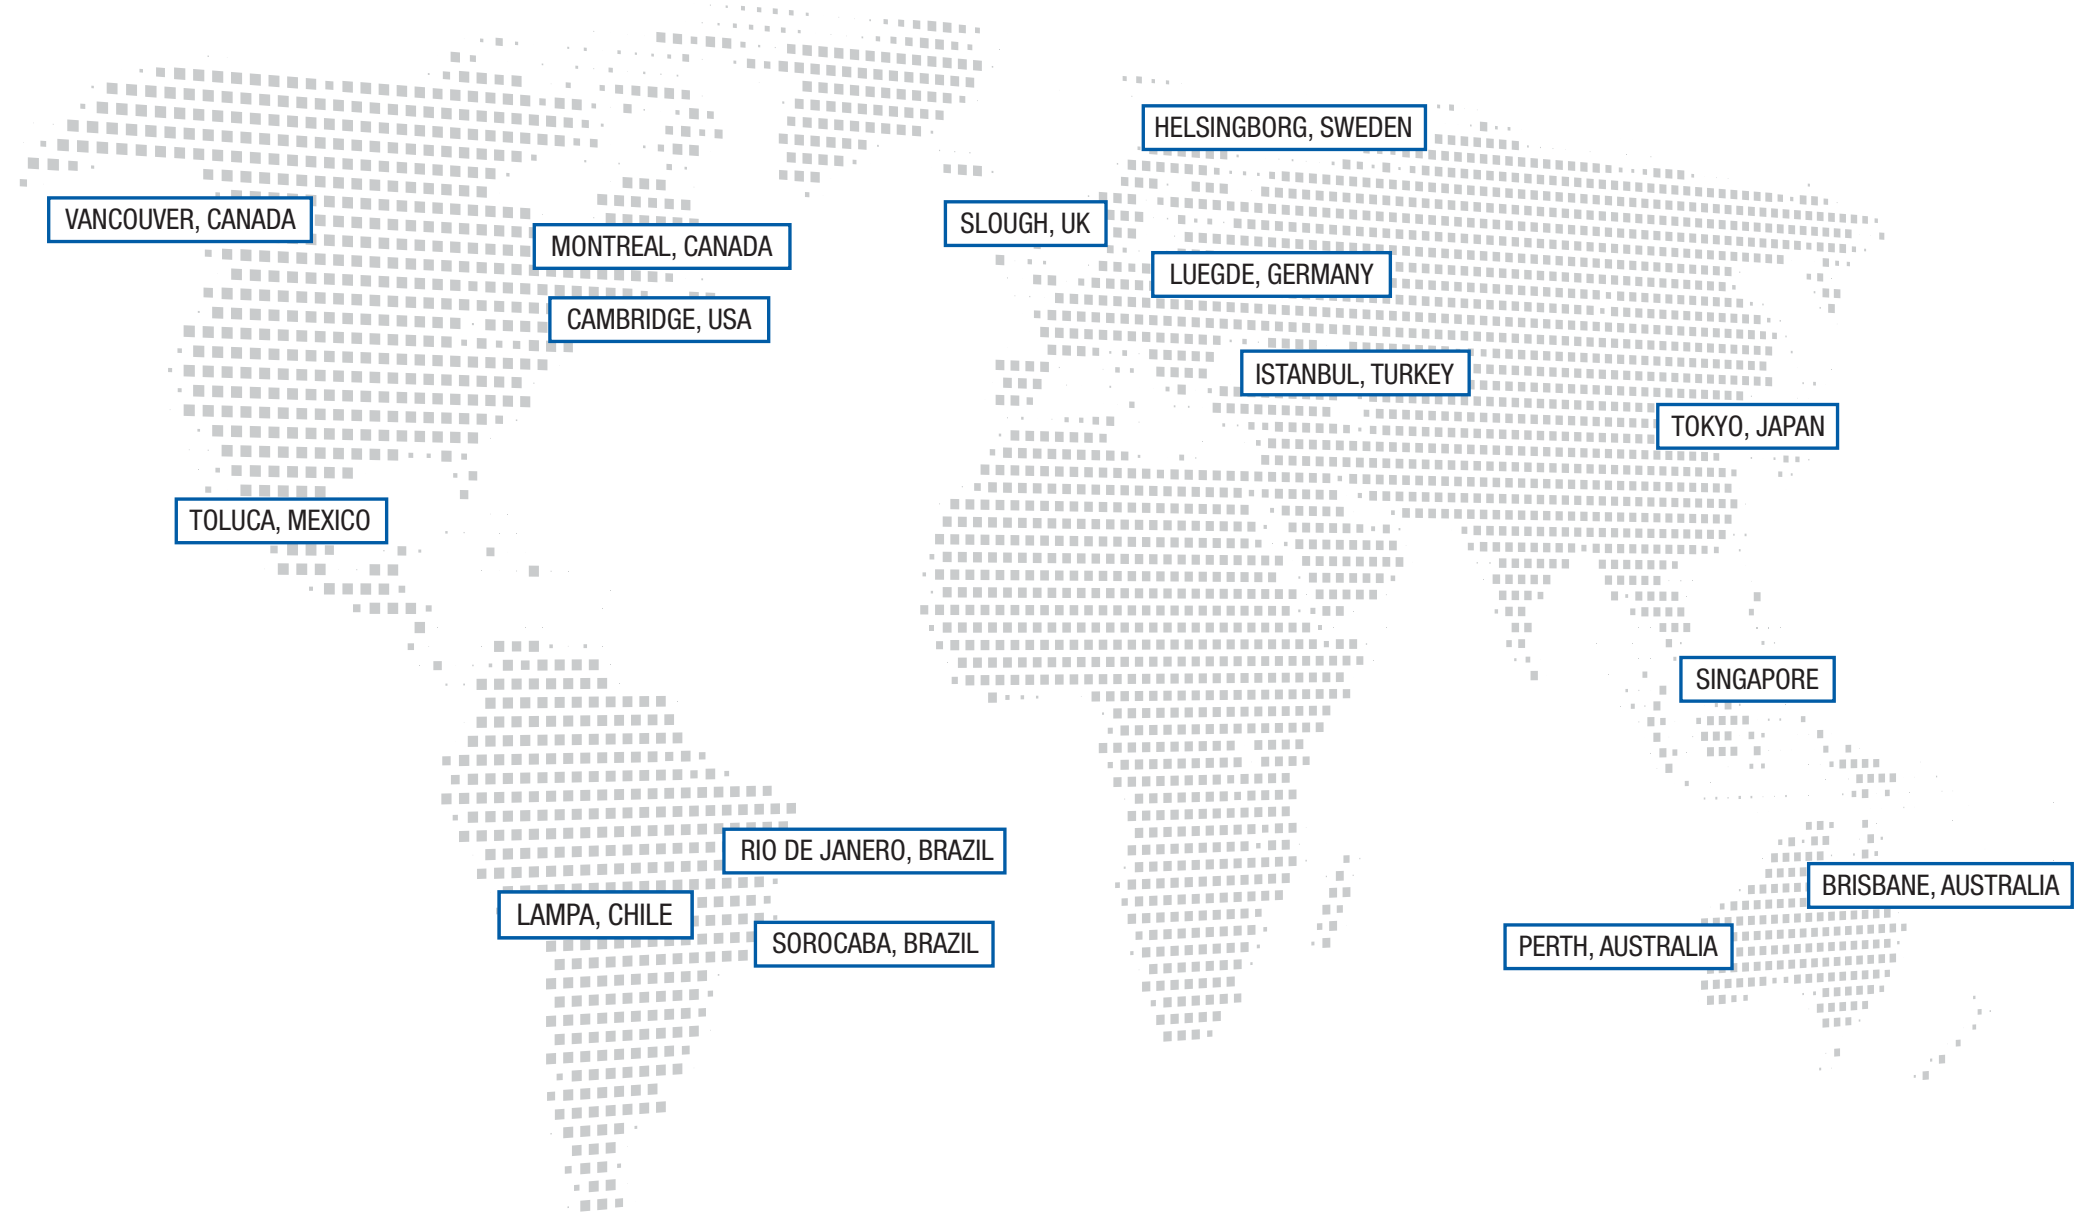 HELSINGBORG, SWEDEN
VANCOUVER, CANADA
SLOUGH, UK
MONTREAL, CANADA
LUEGDE, GERMANY
CAMBRIDGE, USA
ISTANBUL, TURKEY
TOKYO, JAPAN
TOLUCA, MEXICO
SINGAPORE
RIO DE JANERO, BRAZIL
BRISBANE, AUSTRALIA
LAMPA, CHILE
SOROCABA, BRAZIL
PERTH, AUSTRALIA